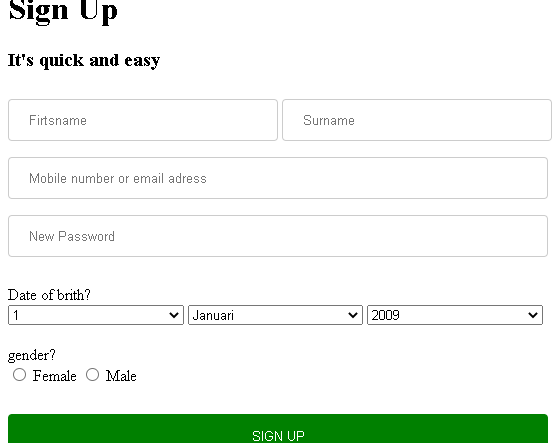 Sign Up
It's quick and easy
Firtsname Surname
Mobile number or email adress
New Password
Date of brith?
1 Januari 2009
gender?
Female Male
SIGN UP